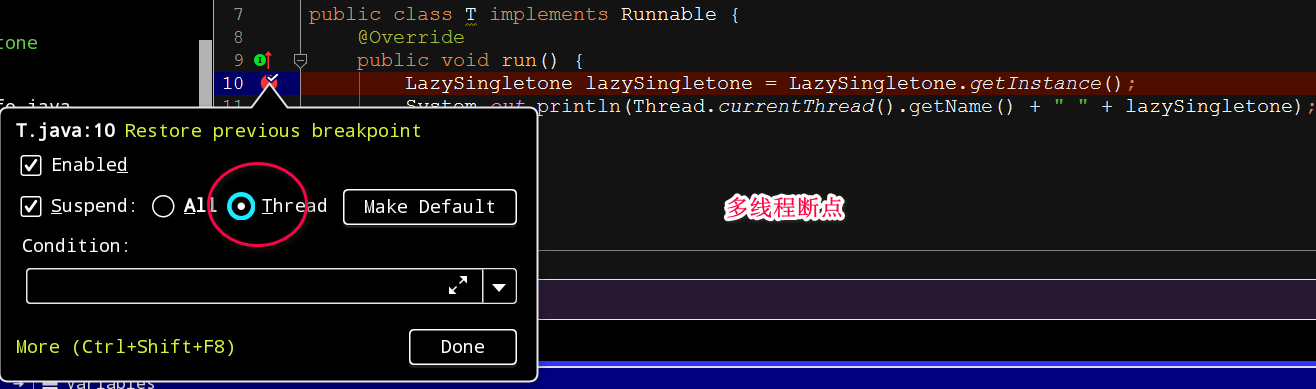 7 public class T implements Runnable {
tone
8 @Override
9 public void run() {
10 LazySingletone lazySingletone = LazySingletone.getInstance();
fo.java
11 System.out.println(Thread.currentThread().getName() + " " + lazySingletone);
T.java:10 Restore previous breakpoint
Enabled
Suspend: All Thread Make Default
多线程断点
Condition:
More (Ctrl+Shift+F8) Done
Variables